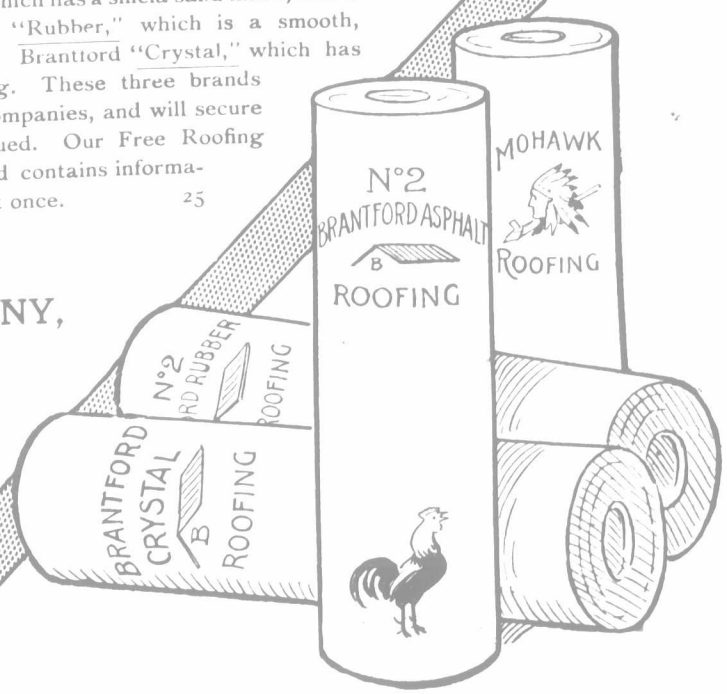 "Rubber," which is a smooth,
Brantford "Crystal," which has
g. These three brands
mpanies, and will secure
ued. Our Free Roofing
d contains informa-
once. 25
NY,
N°2
BRANTFORD ASPHALT
B
ROOFING
MOHAWK
ROOFING
N°2
RD RUBBER
ROOFING
BRANTFORD
CRYSTAL
B
ROOFING